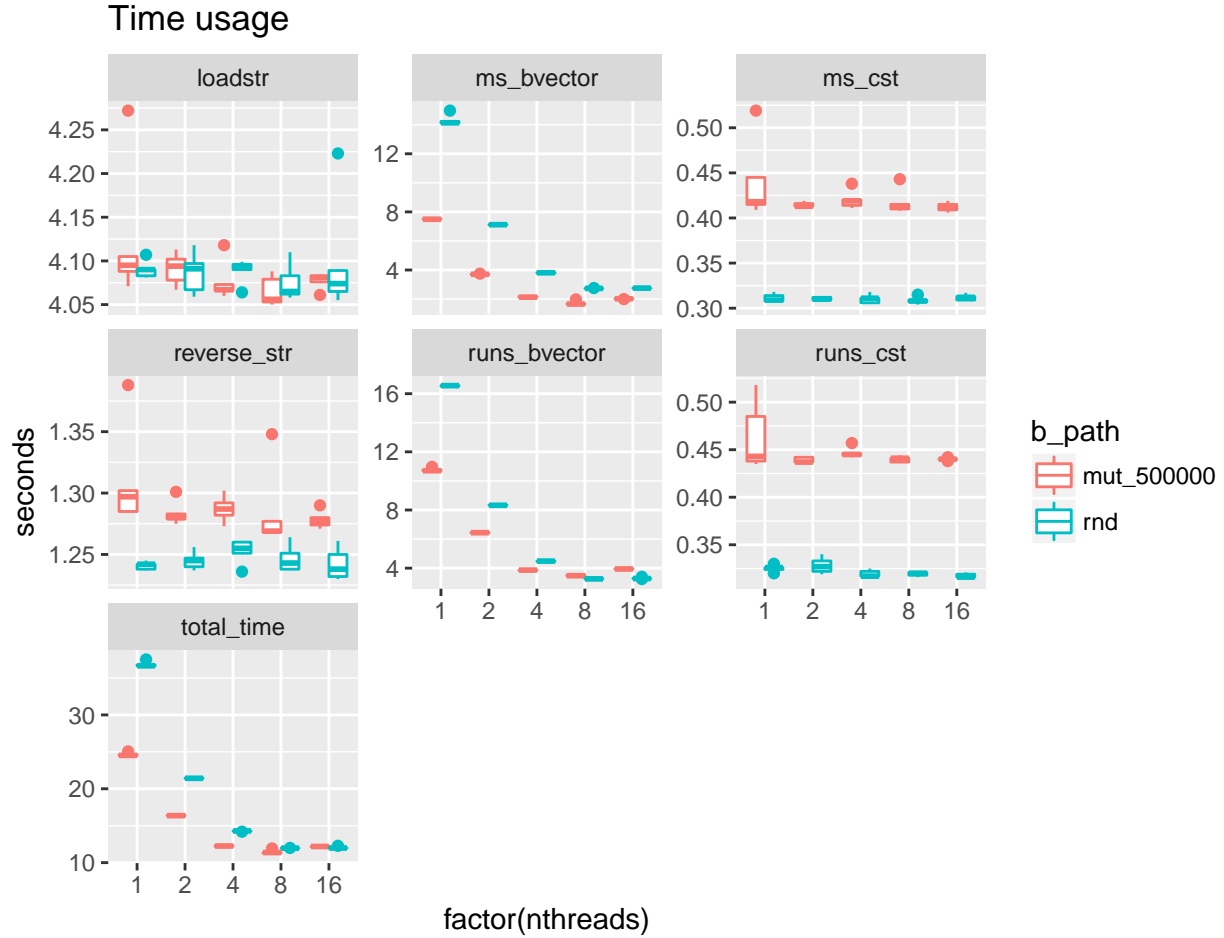 Time usage
loadstr
ms_bvector
ms_cst
4.25
4.20
4.15
4.10
4.05
12
8
4
0.50
0.45
0.40
0.35
0.30
reverse_str
runs_bvector
runs_cst
1.35
1.30
1.25
16
12
8
4
0.50
0.45
0.40
0.35
1 2 4 8 16
1 2 4 8 16
total_time
30
20
10
1 2 4 8 16
seconds
factor(nthreads)
b_path
mut_500000
rnd